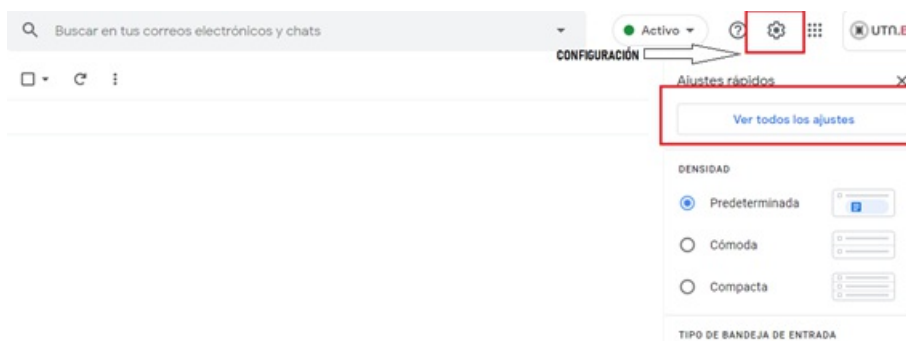 Buscar en tus correos electrónicos y chats
Activo
UTN.E
CONFIGURACIÓN
Ajustes rápidos
Ver todos los ajustes
DENSIDAD
Predeterminada
Cómoda
Compacta
TIPO DE BANDEJA DE ENTRADA